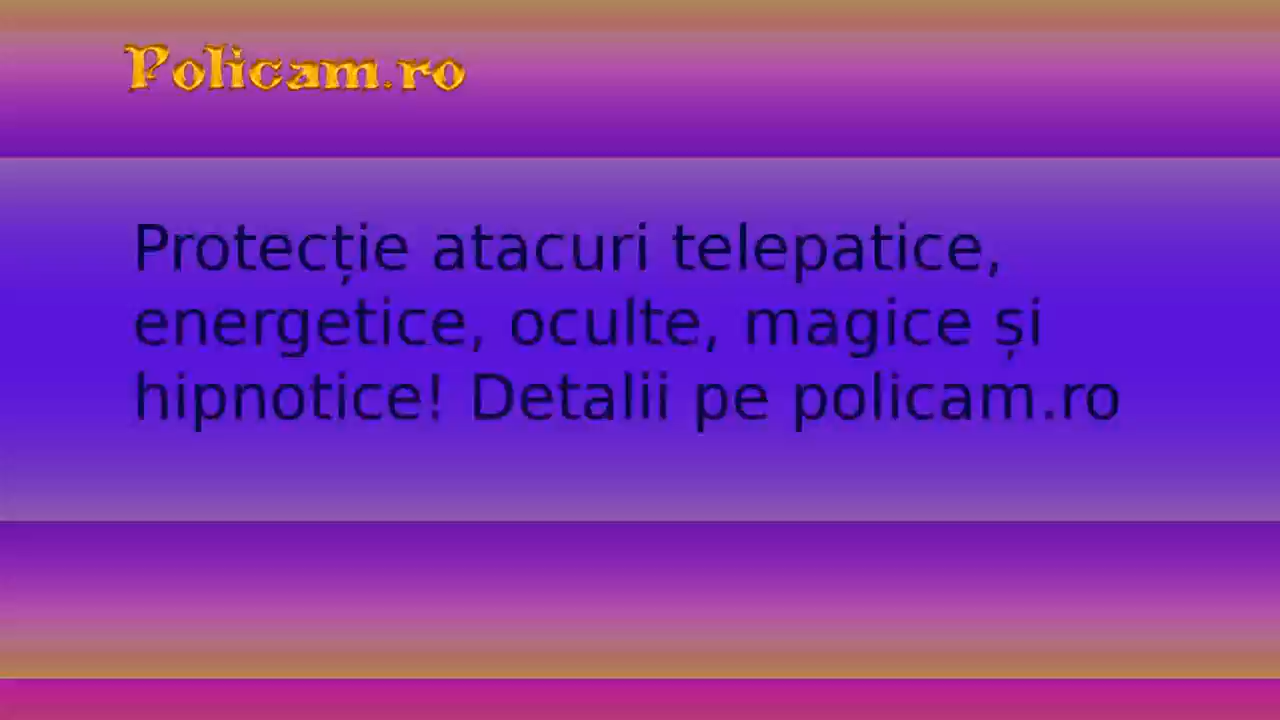 Policam.ro
Protecție atacuri telepatice,
energetice, oculte, magice și
hipnotice! Detalii pe policam.ro